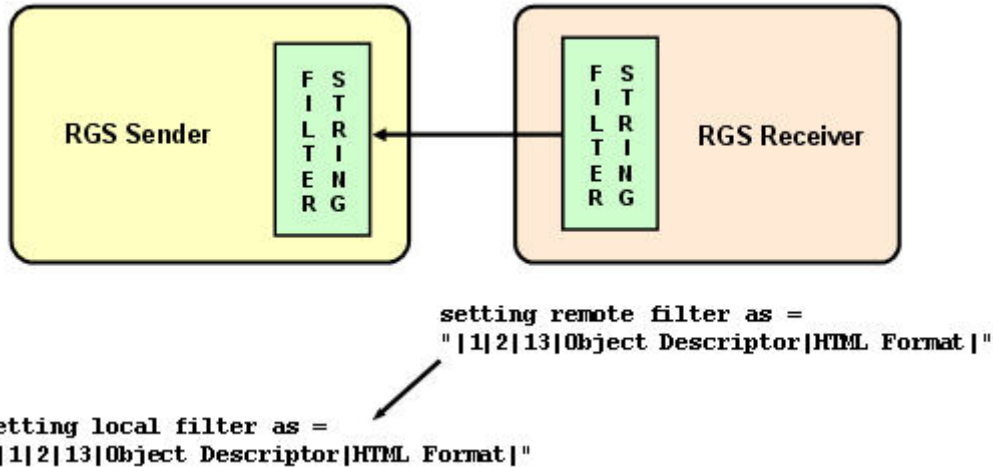 RGS Sender
FILTER STRING
FILTER STRING
RGS Receiver
setting remote filter as =
"|1|2|13|Object Descriptor|HTML Format|"
etting local filter as =
|1|2|13|Object Descriptor|HTML Format|"